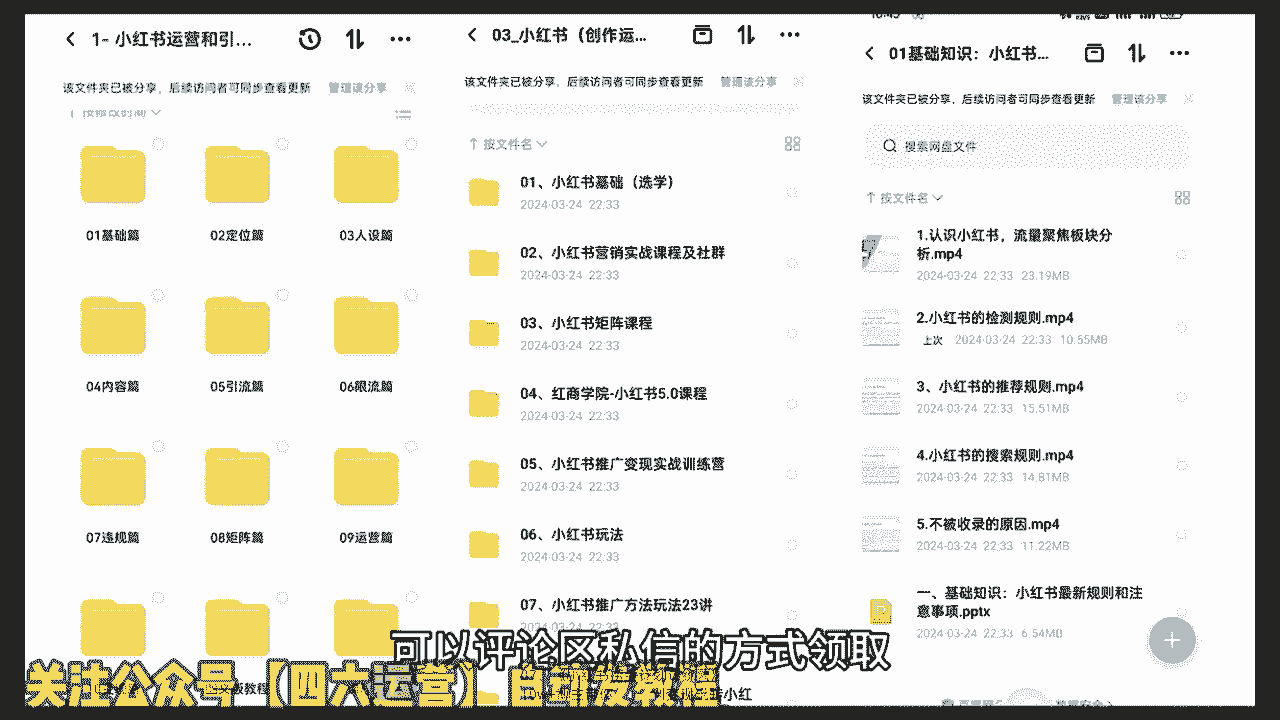 1- 小红书运营和引...
该文件夹已被分享，后续访问者可同步查看更新 管理该分享
01基础篇
02定位篇
03人设篇
04内容篇
05引流篇
06限流篇
07违规篇
08矩阵篇
09运营篇
03_小红书（创作运...
该文件夹已被分享，后续访问者可同步查看更新 管理该分享
按文件名
01、小红书基础（选学）
2024-03-24 22:33
02、小红书营销实战课程及社群
2024-03-24 22:33
03、小红书矩阵课程
2024-03-24 22:33
04、红商学院-小红书5.0课程
2024-03-24 22:33
05、小红书推广变现实战训练营
2024-03-24 22:33
06、小红书玩法
2024-03-24 22:33
07、小红书推广方法玩法23讲
01基础知识：小红书...
该文件夹已被分享，后续访问者可同步查看更新 管理该分享
搜索网盘文件
按文件名
1.认识小红书，流量聚焦板块分
析.mp4
2024-03-24 22:33 23.19MB
2.小红书的检测规则.mp4
上次 2024-03-24 22:33 10.55MB
3、小红书的推荐规则.mp4
2024-03-24 22:33 15.51MB
4.小红书的搜索规则.mp4
2024-03-24 22:33 14.81MB
5.不被收录的原因.mp4
2024-03-24 22:33 11.22MB
一、基础知识：小红书最新规则和注
意事项.pptx
2024-03-24 22:33 6.54MB
可以评论区私信的方式领取
关注公众号【四六运营】自动发教程